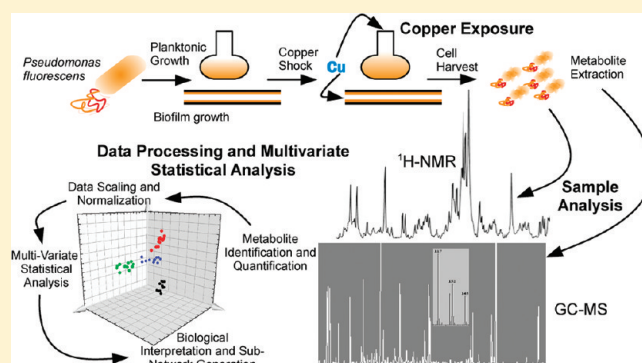 Copper Exposure
Pseudomonas
fluorescens
Planktonic
Growth
Biofilm growth
Copper
Shock
Cu
Cell
Harvest
Metabolite
Extraction
Data Processing and Multivariate
Statistical Analysis
¹H-NMR
Sample
Analysis
GC-MS
Metabolite
Identification and
Quantification
Data Scaling and
Normalization
Multi-Variate
Statistical
Analysis
Biological
Interpretation and Sub-
Network Generation